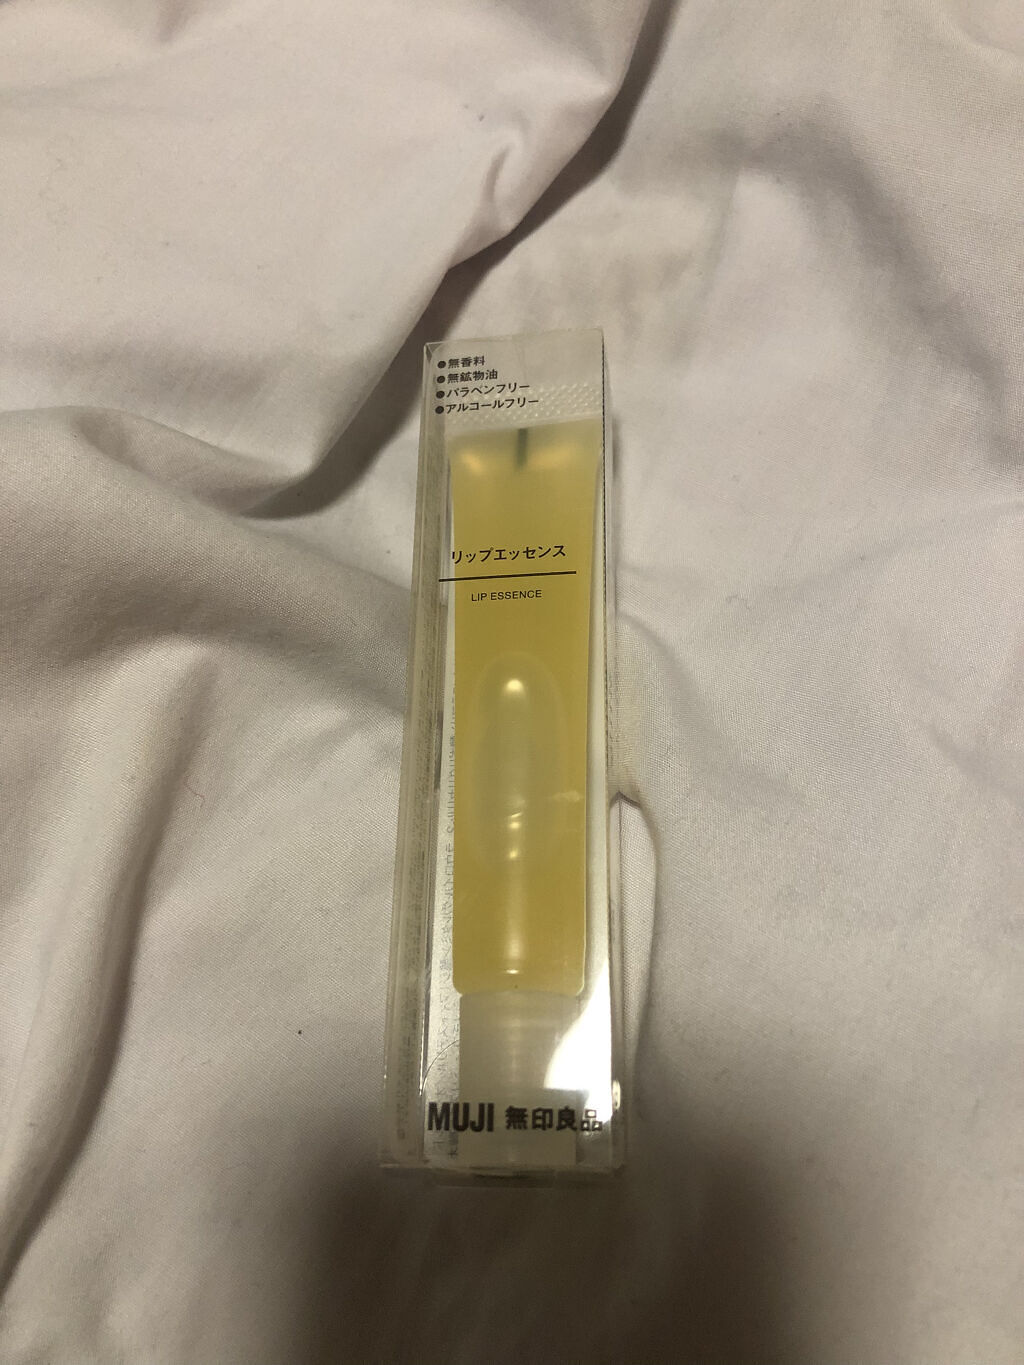 ●無香料
●無鉱物油
●パラベンフリー
●アルコールフリー
リップエッセンス
LIP ESSENCE
MUJI 無印良品